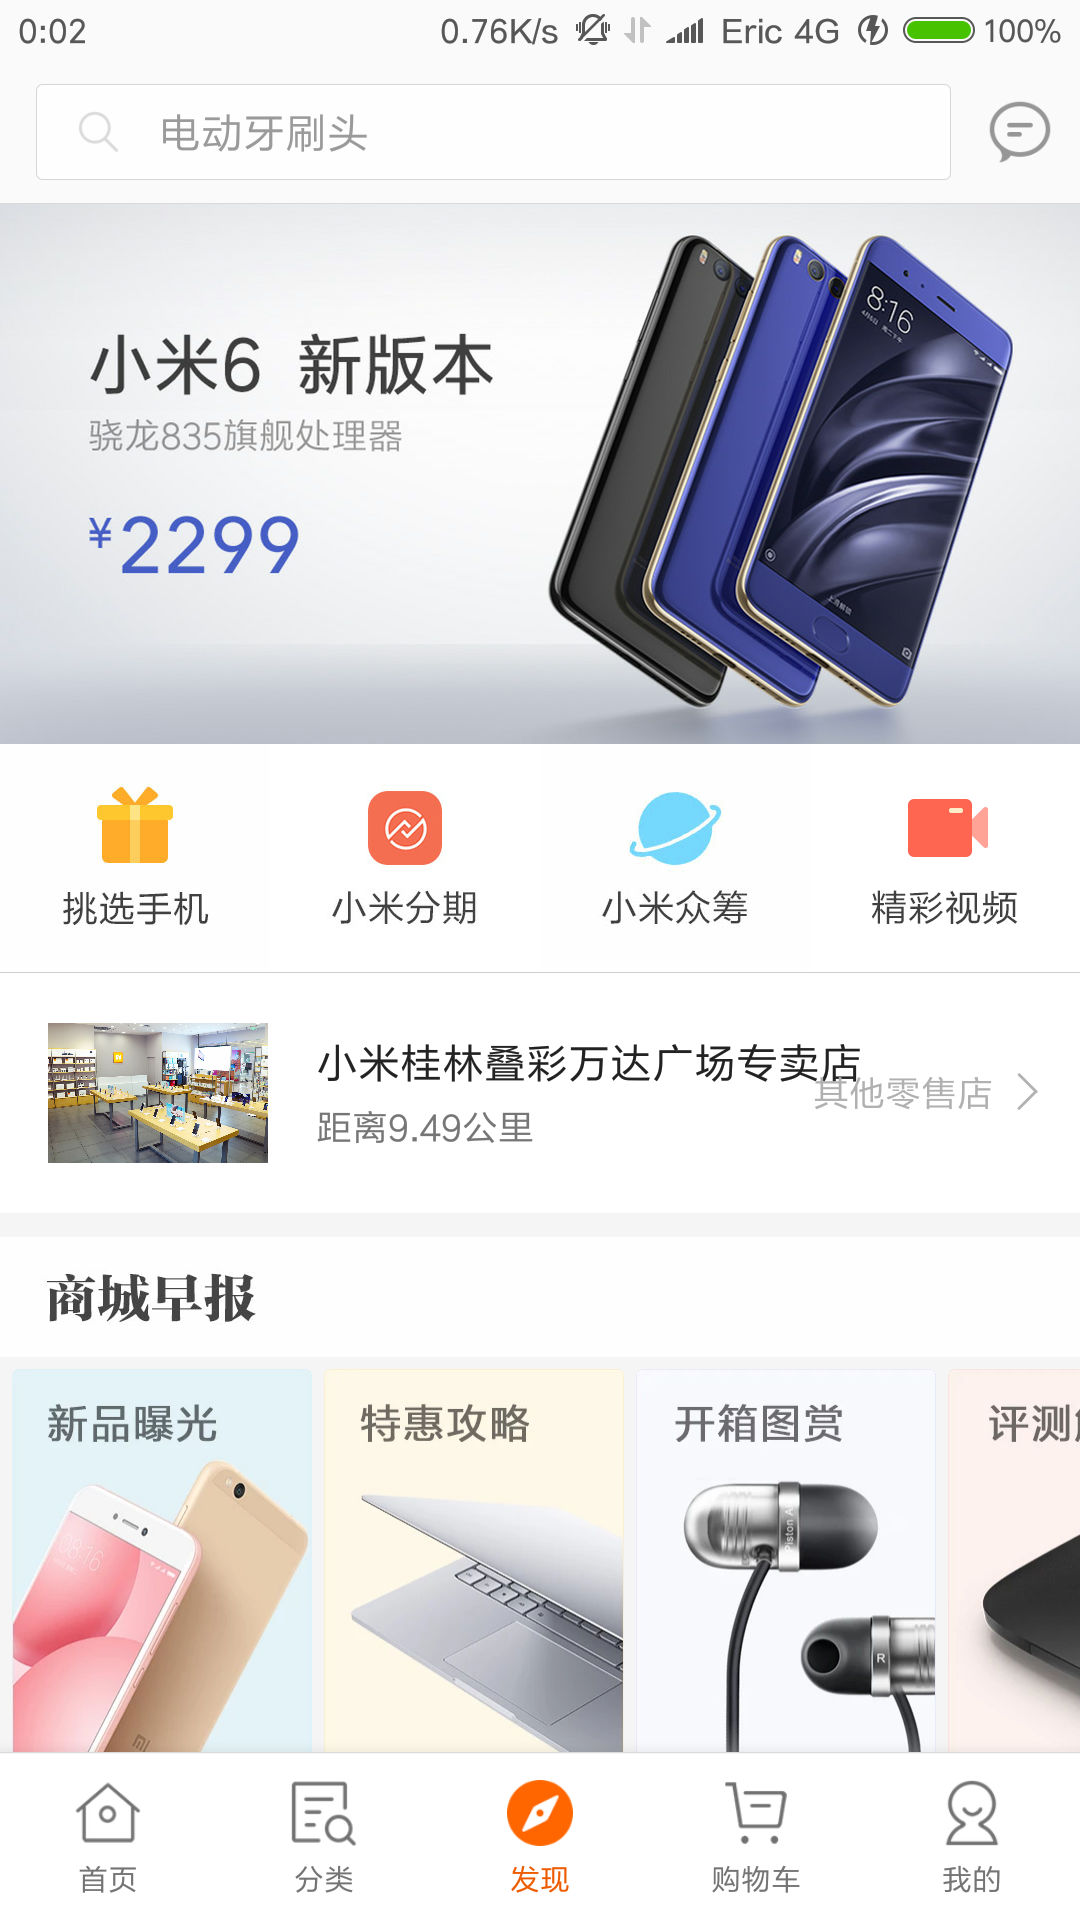 0:02 0.76K/s Eric 4G 100%
电动牙刷头
小米6 新版本
骁龙835旗舰处理器
¥2299
8:16
挑选手机 小米分期 小米众筹 精彩视频
小米桂林叠彩万达广场专卖店
其他零售店
距离9.49公里
商城早报
新品曝光 特惠攻略 开箱图赏 评测
08:16
Piston
R
首页 分类 发现 购物车 我的